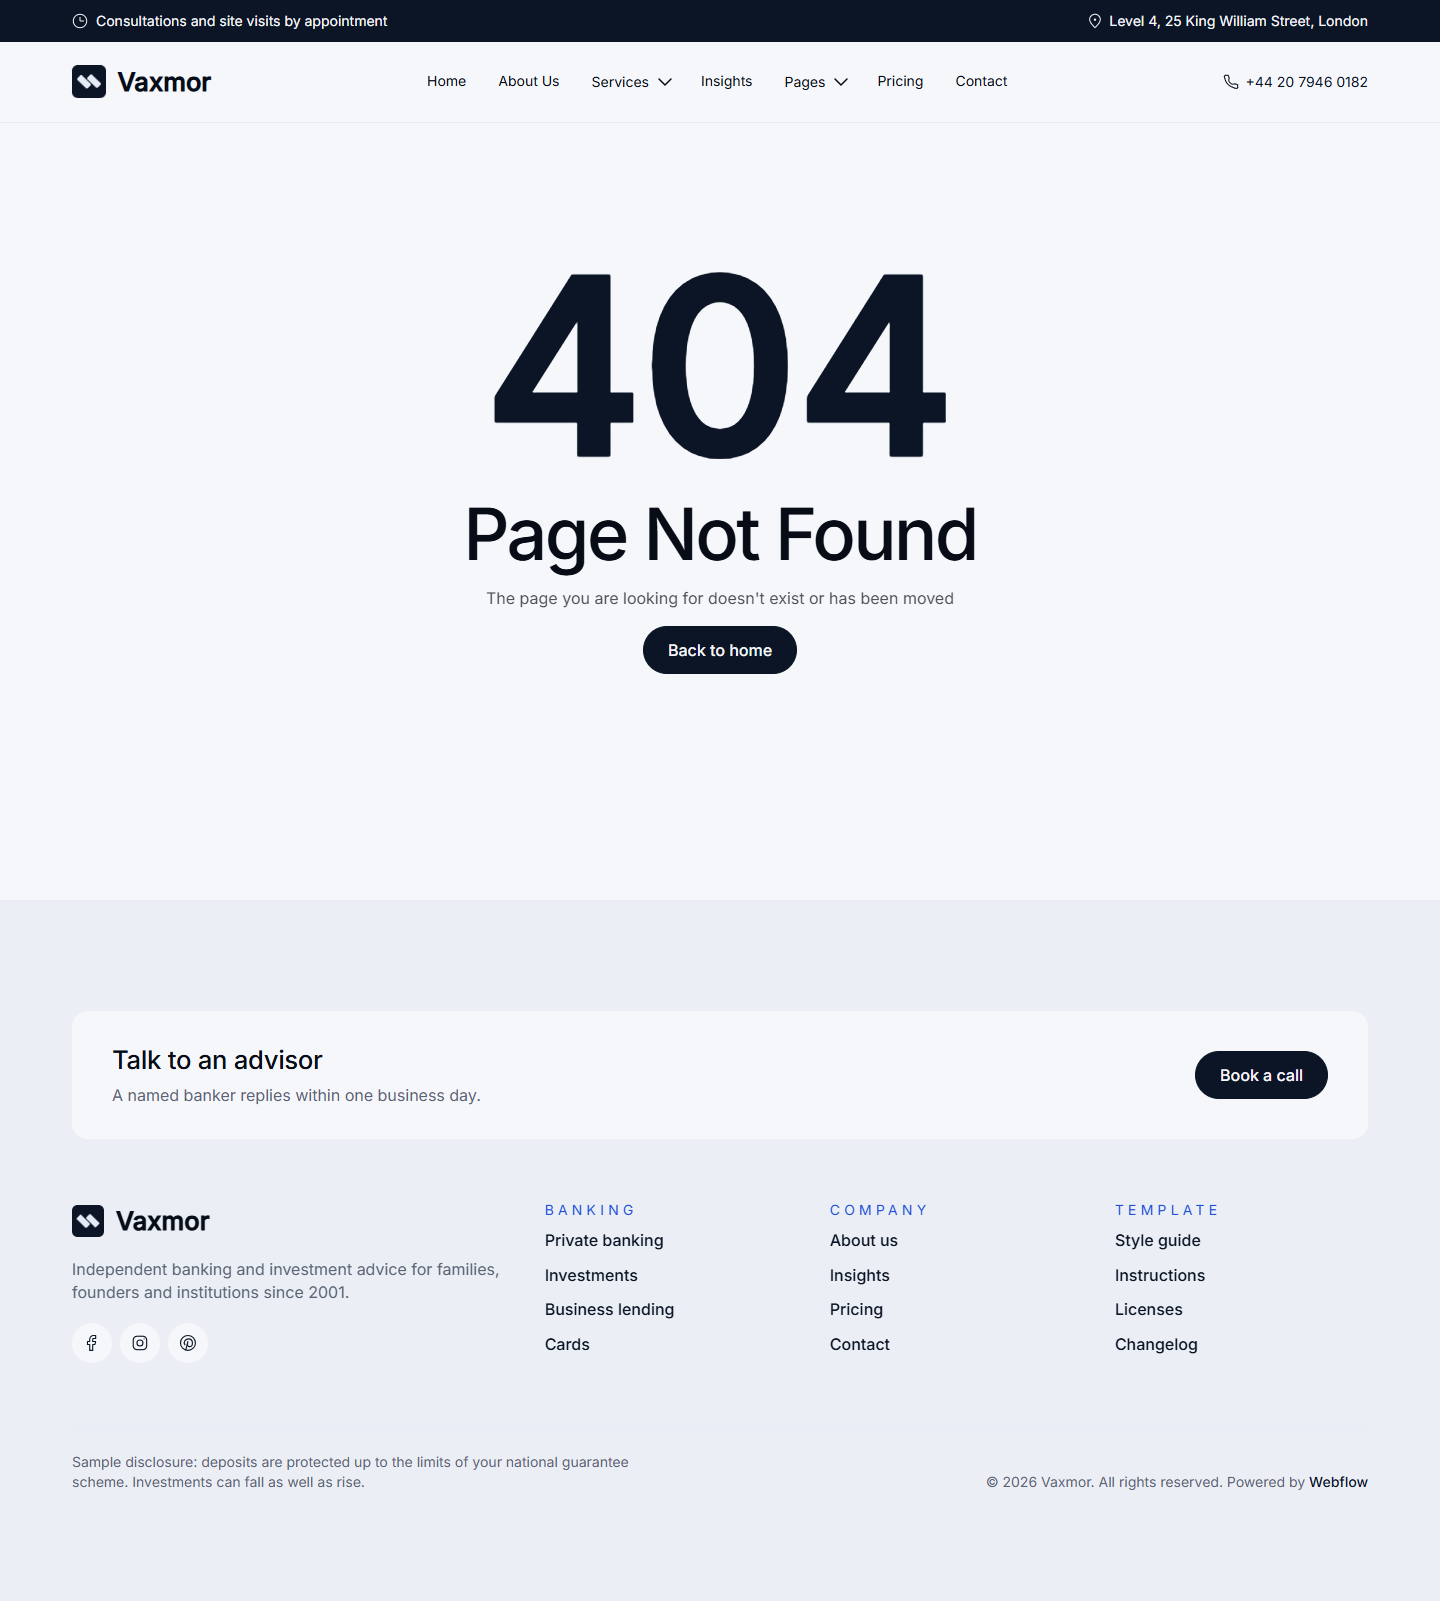 Consultations and site visits by appointment
Level 4, 25 King William Street, London
Vaxmor
Home
About Us
Services
Insights
Pages
Pricing
Contact
+44 20 7946 0182
404
Page Not Found
The page you are looking for doesn't exist or has been moved
Back to home
Talk to an advisor
A named banker replies within one business day.
Book a call
Vaxmor
Independent banking and investment advice for families,
founders and institutions since 2001.
BANKING
Private banking
Investments
Business lending
Cards
COMPANY
About us
Insights
Pricing
Contact
TEMPLATE
Style guide
Instructions
Licenses
Changelog
Sample disclosure: deposits are protected up to the limits of your national guarantee
scheme. Investments can fall as well as rise.
© 2026 Vaxmor. All rights reserved. Powered by Webflow